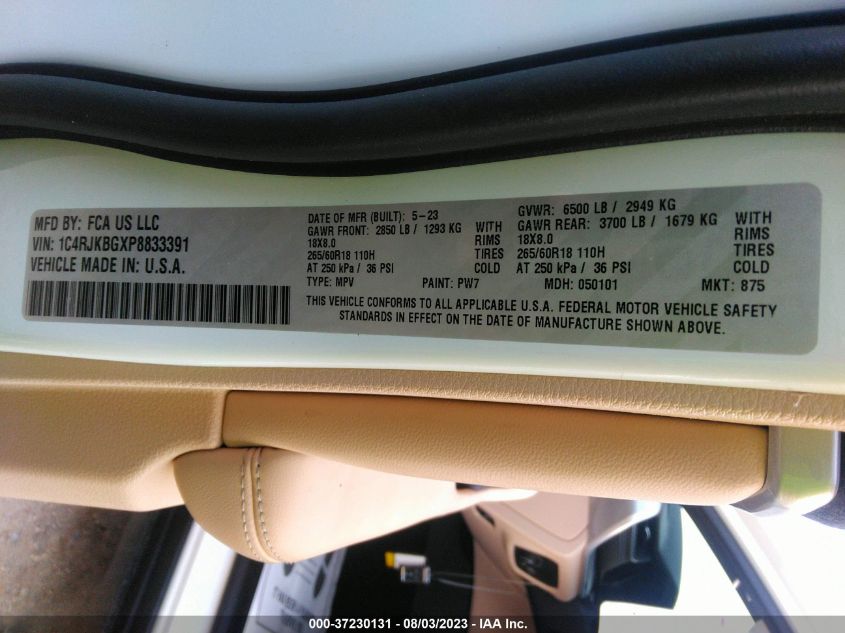 MFD BY: FCA US LLC
VIN: 1C4RJKBGXP8833391
VEHICLE MADE IN: U.S.A.
DATE OF MFR (BUILT): 5-23
GAWR FRONT: 2850 LB / 1293 KG WITH
18X8.0 RIMS
265/60R18 110H TIRES
AT 250 kPa / 36 PSI COLD
GVWR: 6500 LB / 2949 KG
GAWR REAR: 3700 LB / 1679 KG WITH
18X8.0 RIMS
265/60R18 110H TIRES
AT 250 kPa / 36 PSI COLD
TYPE: MPV PAINT: PW7 MDH: 050101 MKT: 875
THIS VEHICLE CONFORMS TO ALL APPLICABLE U.S.A. FEDERAL MOTOR VEHICLE SAFETY
STANDARDS IN EFFECT ON THE DATE OF MANUFACTURE SHOWN ABOVE.
000-37230131 - 08/03/2023 - IAA Inc.